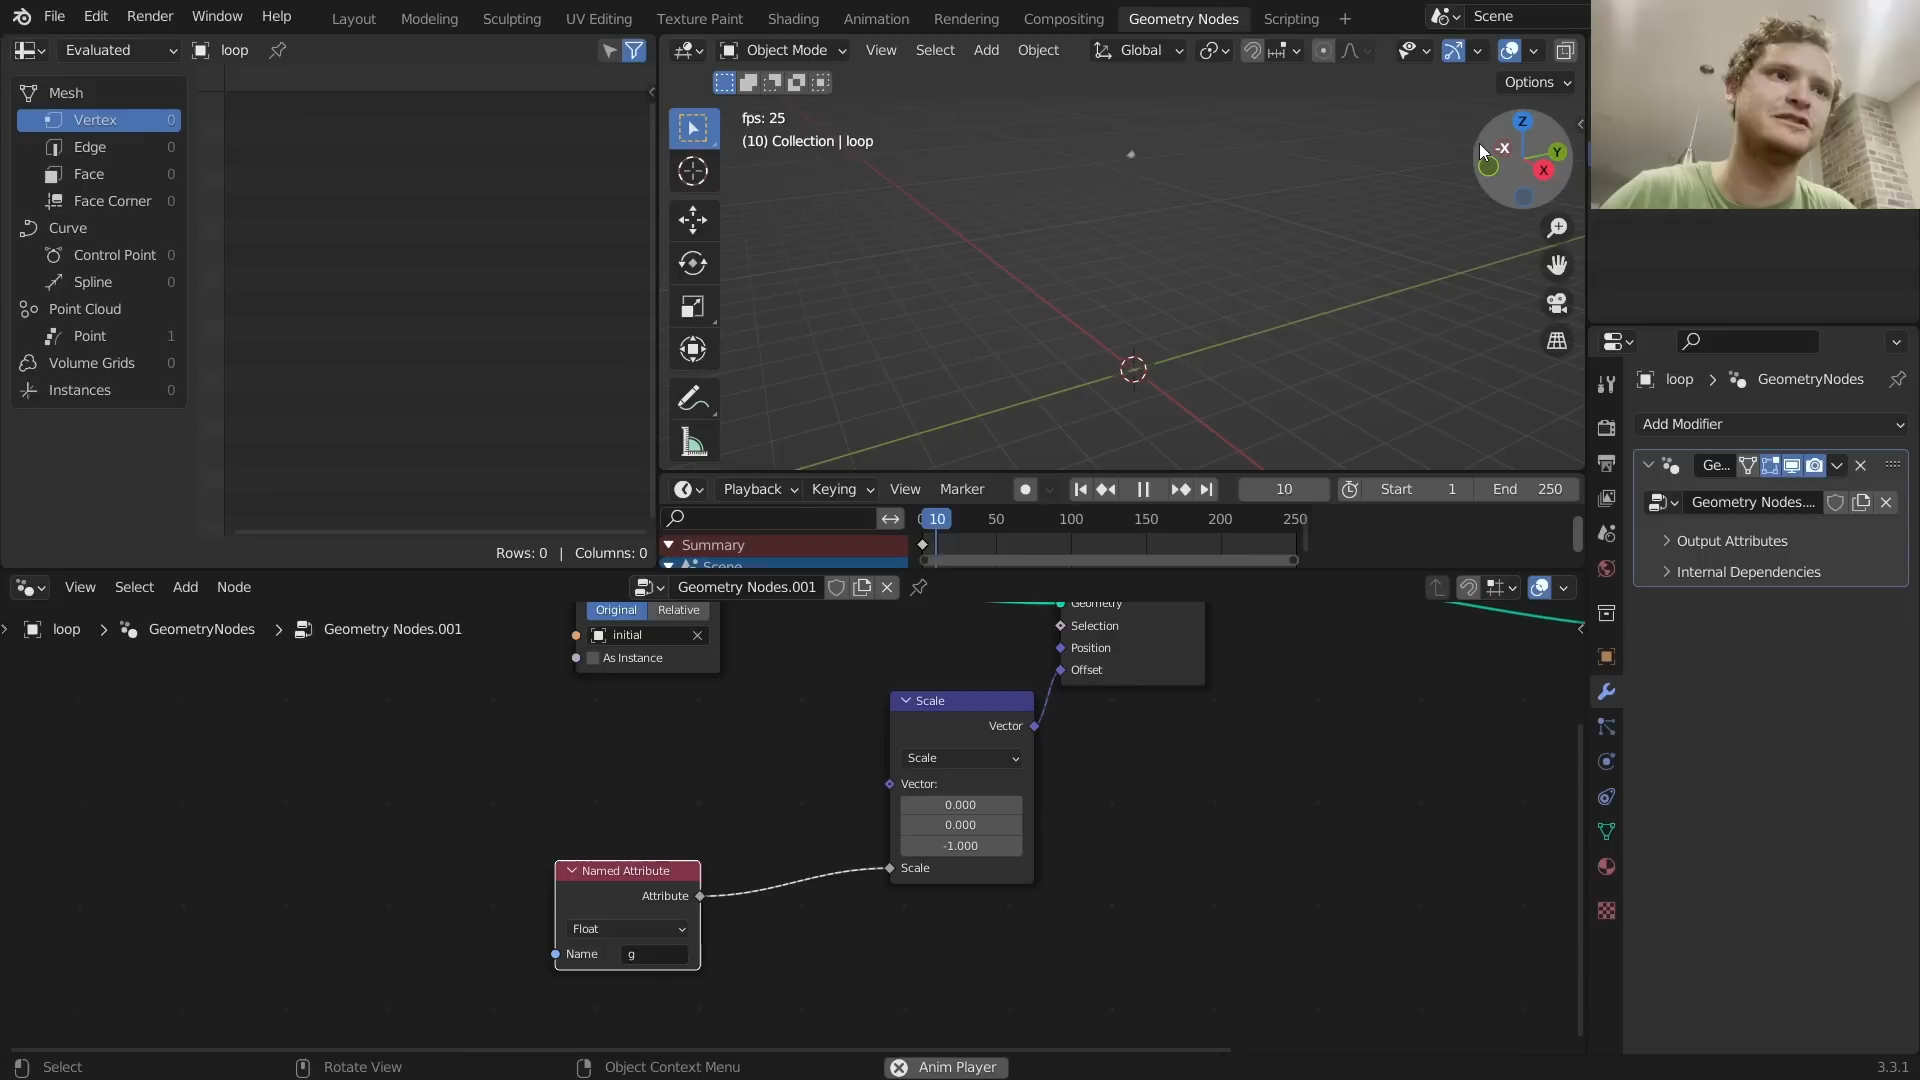 File Edit Render Window Help
Layout Modeling Sculpting UV Editing Texture Paint Shading Animation Rendering Compositing Geometry Nodes Scripting
Scene
Evaluated loop
Object Mode View Select Add Object Global
Options
Mesh
Vertex 0
Edge 0
Face 0
Face Corner 0
Curve
Control Point 0
Spline 0
Point Cloud
Point 1
Volume Grids 0
Instances 0
Rows: 0 | Columns: 0
fps: 25
(10) Collection | loop
Z
-X
Y
X
Playback Keying View Marker 10 Start 1 End 250
10 50 100 150 200 250
Summary
Scene
loop > GeometryNodes
Add Modifier
Ge...
Geometry Nodes....
Output Attributes
Internal Dependencies
View Select Add Node Geometry Nodes.001
loop > GeometryNodes > Geometry Nodes.001
Original Relative
initial
As Instance
Geometry
Selection
Position
Offset
Scale
Vector
Scale
Vector:
0.000
0.000
-1.000
Scale
Named Attribute
Attribute
Float
Name g
Select Rotate View Object Context Menu Anim Player 3.3.1